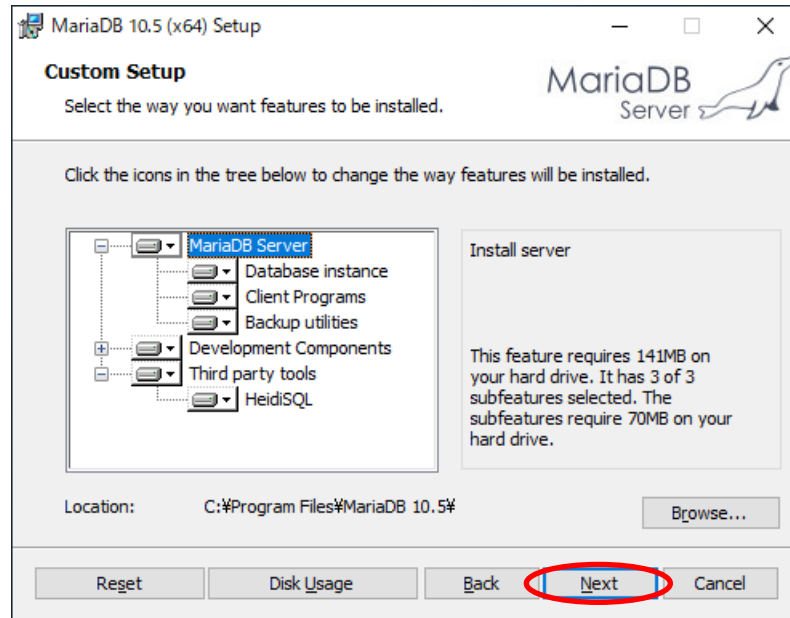 MariaDB 10.5 (x64) Setup
Custom Setup
Select the way you want features to be installed.
MariaDB
Server
Click the icons in the tree below to change the way features will be installed.
MariaDB Server
Database instance
Client Programs
Backup utilities
Development Components
Third party tools
HeidiSQL
Install server
This feature requires 141MB on
your hard drive. It has 3 of 3
subfeatures selected. The
subfeatures require 70MB on your
hard drive.
Location: C:¥Program Files¥MariaDB 10.5¥
Browse...
Reset Disk Usage Back Next Cancel